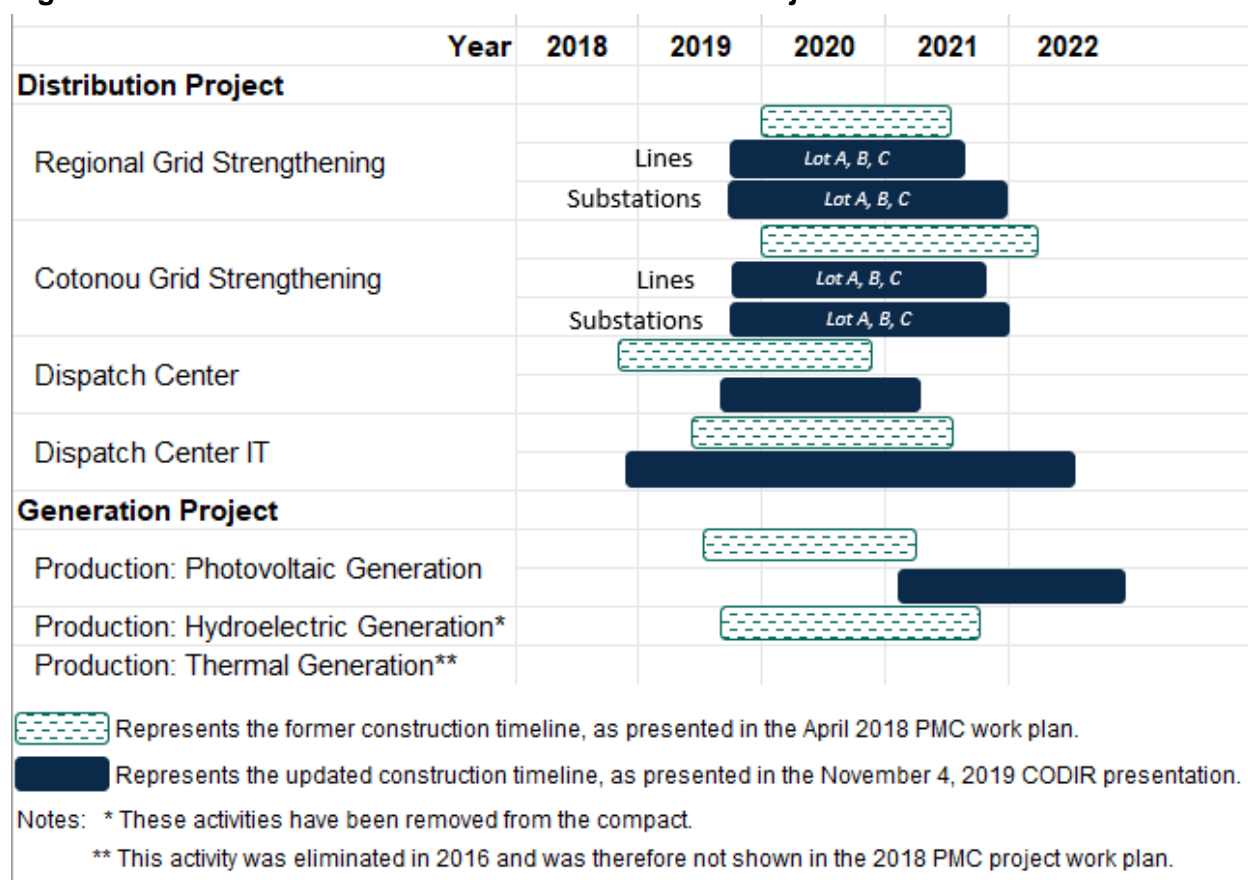 Year 2018 2019 2020 2021 2022
Distribution Project
Regional Grid Strengthening
Lines Lot A, B, C
Substations Lot A, B, C
Cotonou Grid Strengthening
Lines Lot A, B, C
Substations Lot A, B, C
Dispatch Center
Dispatch Center IT
Generation Project
Production: Photovoltaic Generation
Production: Hydroelectric Generation*
Production: Thermal Generation**
Represents the former construction timeline, as presented in the April 2018 PMC work plan.
Represents the updated construction timeline, as presented in the November 4, 2019 CODIR presentation.
Notes: * These activities have been removed from the compact.
** This activity was eliminated in 2016 and was therefore not shown in the 2018 PMC project work plan.